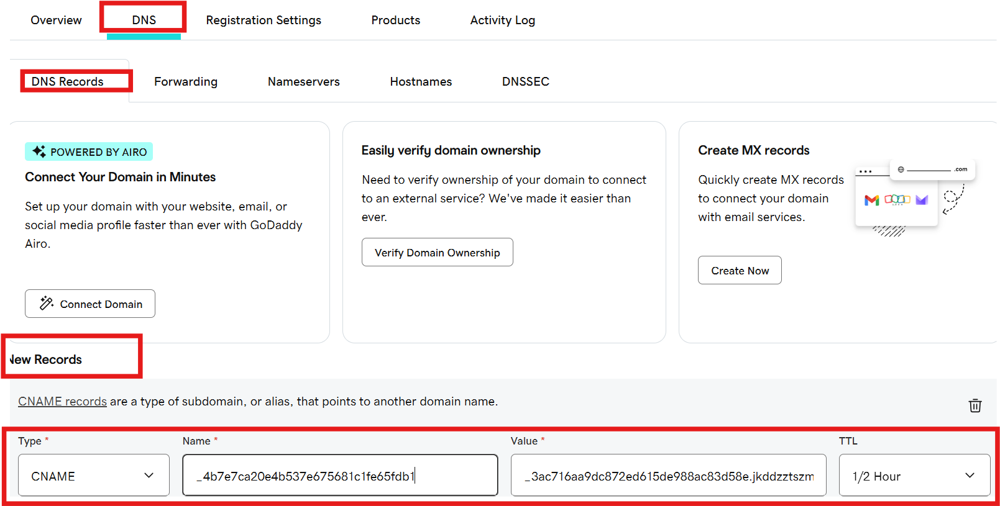 Overview DNS Registration Settings Products Activity Log
DNS Records Forwarding Nameservers Hostnames DNSSEC
POWERED BY AIRO
Connect Your Domain in Minutes
Set up your domain with your website, email, or
social media profile faster than ever with GoDaddy
Airo.
Connect Domain
Easily verify domain ownership
Need to verify ownership of your domain to connect
to an external service? We've made it easier than
ever.
Verify Domain Ownership
Create MX records
Quickly create MX records
to connect your domain
with email services.
.com
Create Now
New Records
CNAME records are a type of subdomain, or alias, that points to another domain name.
Type * Name * Value * TTL
CNAME _4b7e7ca20e4b537e675681c1fe65fdb1 _3ac716aa9dc872ed615de988ac83d58e.jkddzztszm 1/2 Hour